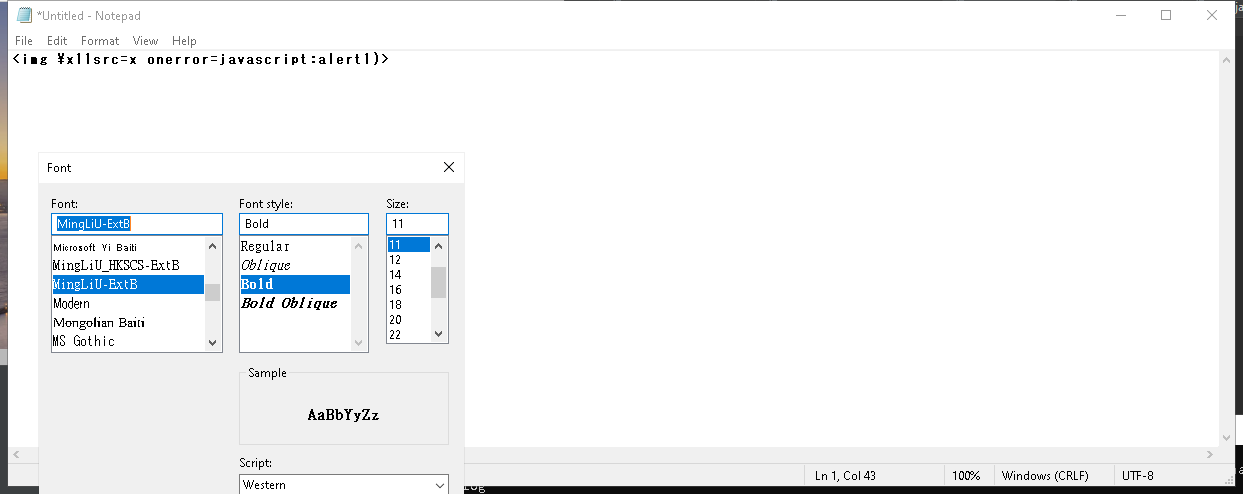 *Untitled - Notepad
File Edit Format View Help
<img ¥x11src=x onerror=javascript:alert1)>
Font
Font: Font style: Size:
MingLiU-ExtB Bold 11
Microsoft Yi Baiti Regular 11
MingLiU_HKSCS-ExtB Oblique 12
MingLiU-ExtB Bold 14
Modern Bold Oblique 16
Mongolian Baiti 18
MS Gothic 20
22
Sample
AaBbYyZz
Script:
Western
Ln 1, Col 43 100% Windows (CRLF) UTF-8